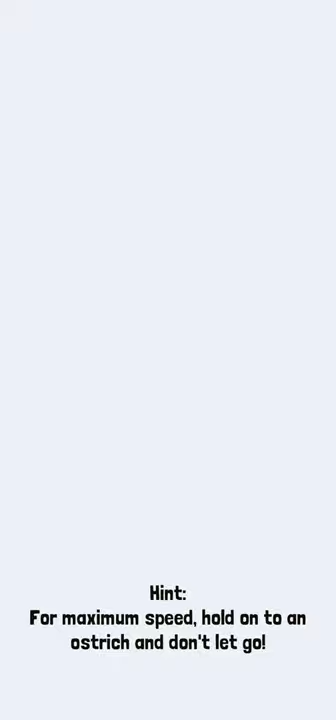 Hint:
For maximum speed, hold on to an
ostrich and don't let go!